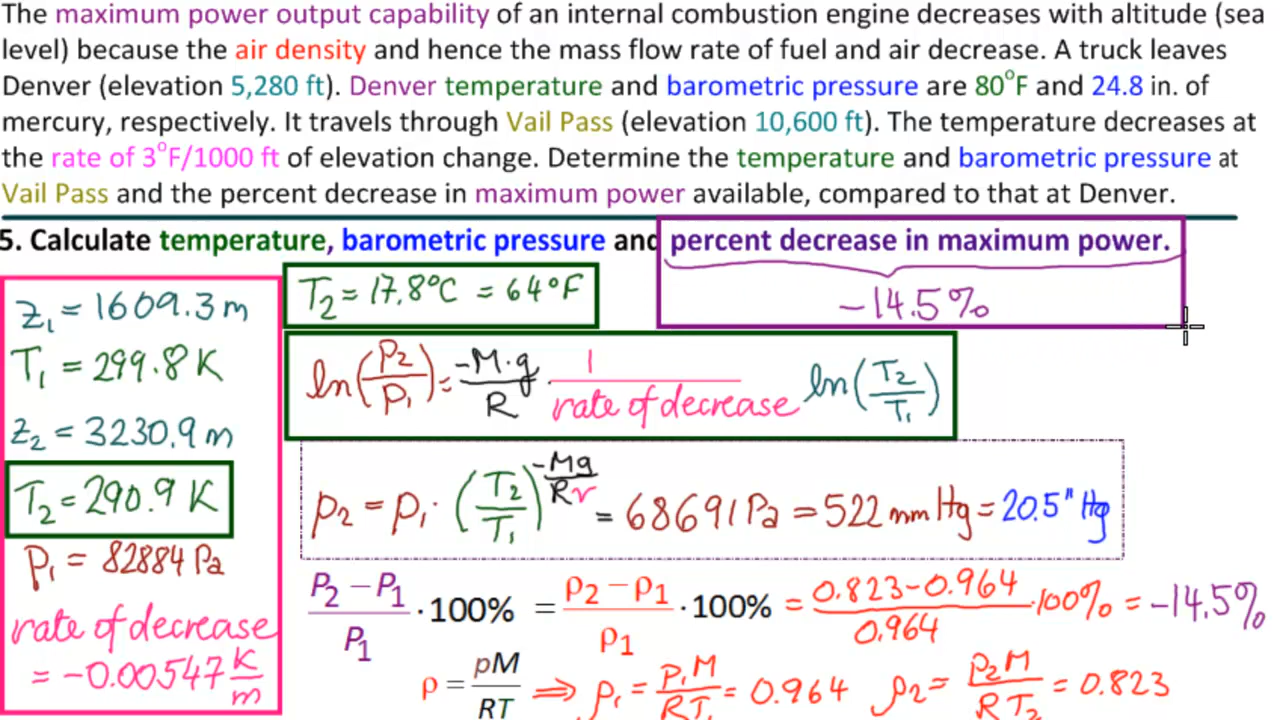 The maximum power output capability of an internal combustion engine decreases with altitude (sea
level) because the air density and hence the mass flow rate of fuel and air decrease. A truck leaves
Denver (elevation 5,280 ft). Denver temperature and barometric pressure are 80°F and 24.8 in. of
mercury, respectively. It travels through Vail Pass (elevation 10,600 ft). The temperature decreases at
the rate of 3°F/1000 ft of elevation change. Determine the temperature and barometric pressure at
Vail Pass and the percent decrease in maximum power available, compared to that at Denver.
5. Calculate temperature, barometric pressure and percent decrease in maximum power.
-14.5%
z₁ = 1609.3 m
T₁ = 299.8 K
z₂ = 3230.9 m
T₂ = 290.9 K
p₁ = 82884 Pa
rate of decrease
= -0.00547 K/m
T₂ = 17.8°C = 64°F
ln(p₂/p₁) = -M·g/R · 1/rate of decrease ln(T₂/T₁)
p₂ = p₁ · (T₂/T₁)^(-Mg/Rr) = 68691 Pa = 522 mm Hg = 20.5" Hg
P₂ - P₁/P₁ · 100% = ρ₂ - ρ₁/ρ₁ · 100% = 0.823 - 0.964/0.964 · 100% = -14.5%
ρ = pM/RT ⇒ ρ₁ = p₁M/RT₁ = 0.964 ρ₂ = p₂M/RT₂ = 0.823